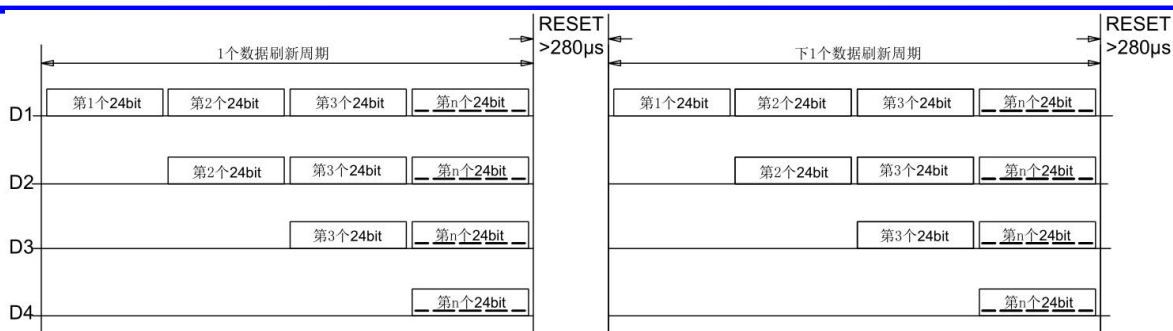 RESET RESET
1个数据刷新周期 >280μs 下1个数据刷新周期 >280μs
D1 第1个24bit 第2个24bit 第3个24bit 第n个24bit 第1个24bit 第2个24bit 第3个24bit 第n个24bit
D2 第2个24bit 第3个24bit 第n个24bit 第2个24bit 第3个24bit 第n个24bit
D3 第3个24bit 第n个24bit 第3个24bit 第n个24bit
D4 第n个24bit 第n个24bit